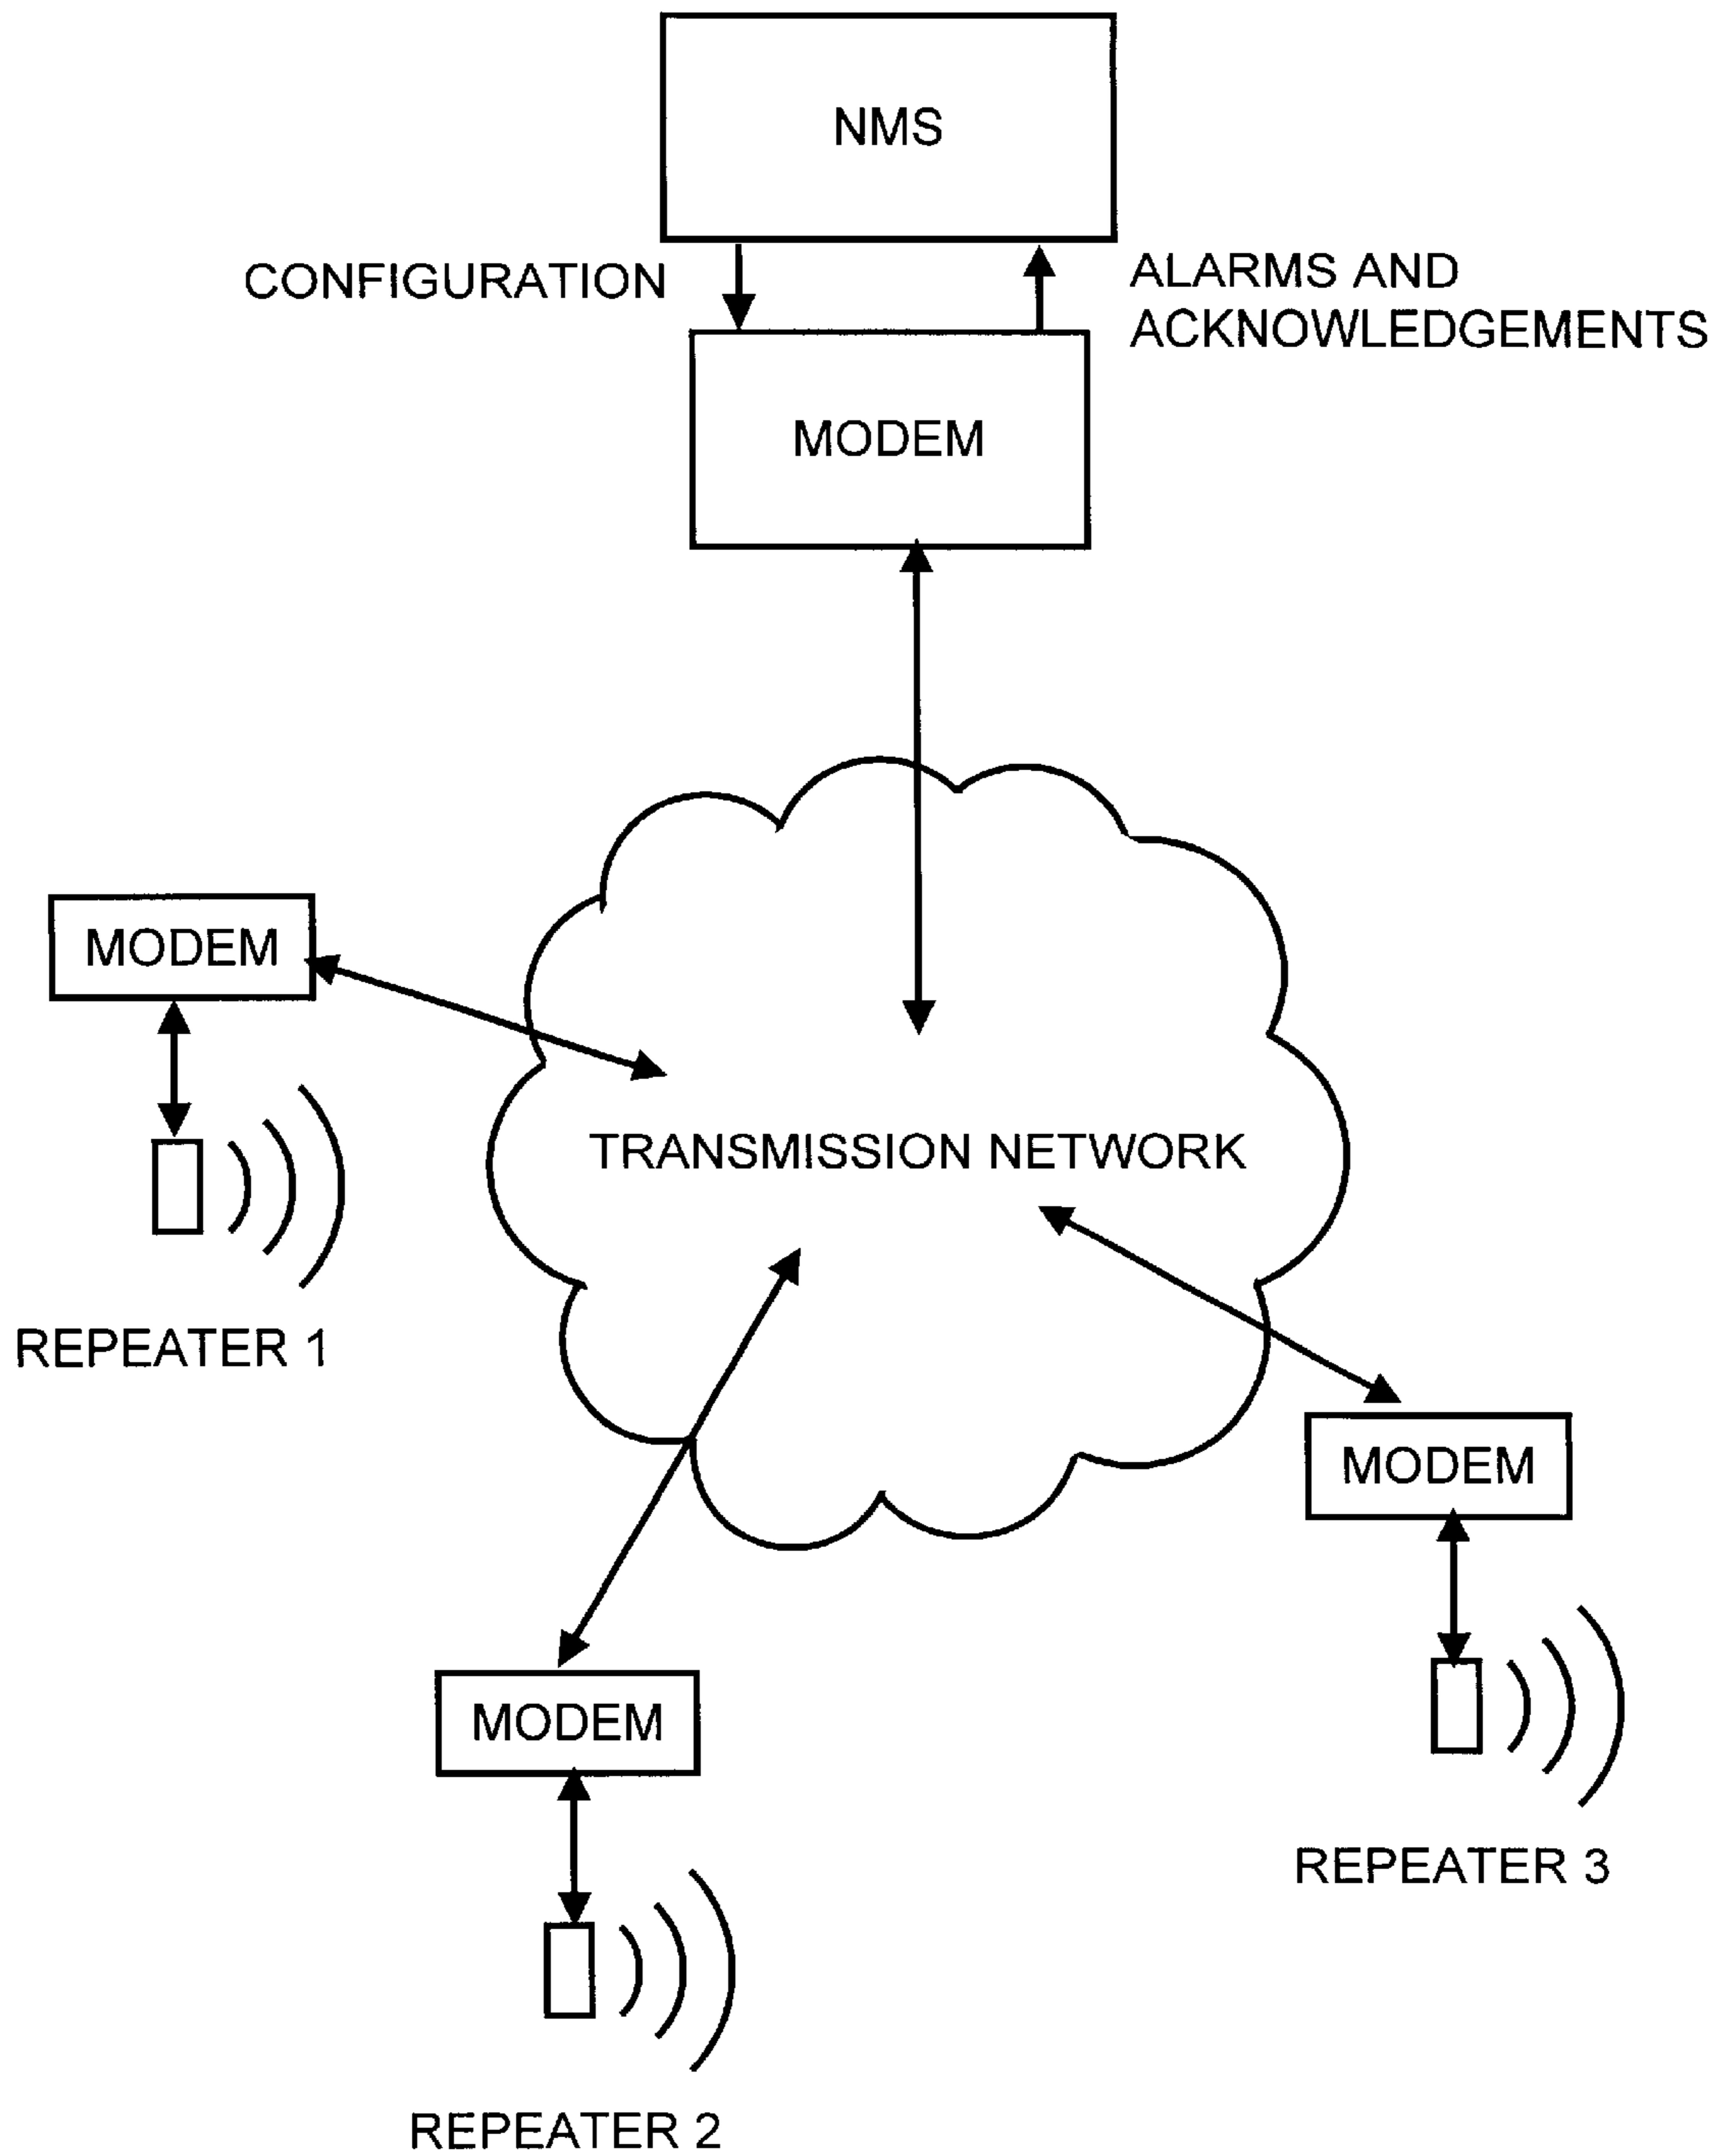 NMS
CONFIGURATION
ALARMS AND
ACKNOWLEDGEMENTS
MODEM
MODEM
TRANSMISSION NETWORK
REPEATER 1
MODEM
MODEM
REPEATER 3
REPEATER 2